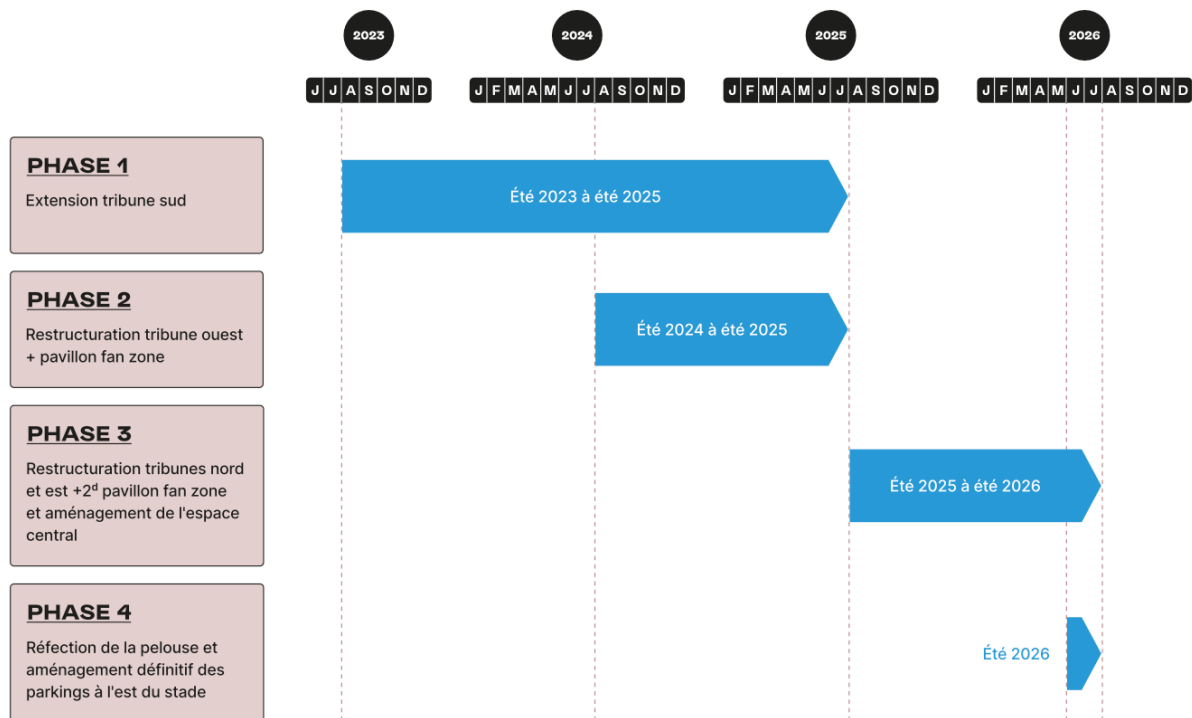 2023
2024
2025
2026
J J A S O N D
J F M A M J J A S O N D
J F M A M J J A S O N D
J F M A M J J A S O N D
PHASE 1
Extension tribune sud
Été 2023 à été 2025
PHASE 2
Restructuration tribune ouest
+ pavillon fan zone
Été 2024 à été 2025
PHASE 3
Restructuration tribunes nord
et est +2ᵈ pavillon fan zone
et aménagement de l'espace
central
Été 2025 à été 2026
PHASE 4
Réfection de la pelouse et
aménagement définitif des
parkings à l'est du stade
Été 2026